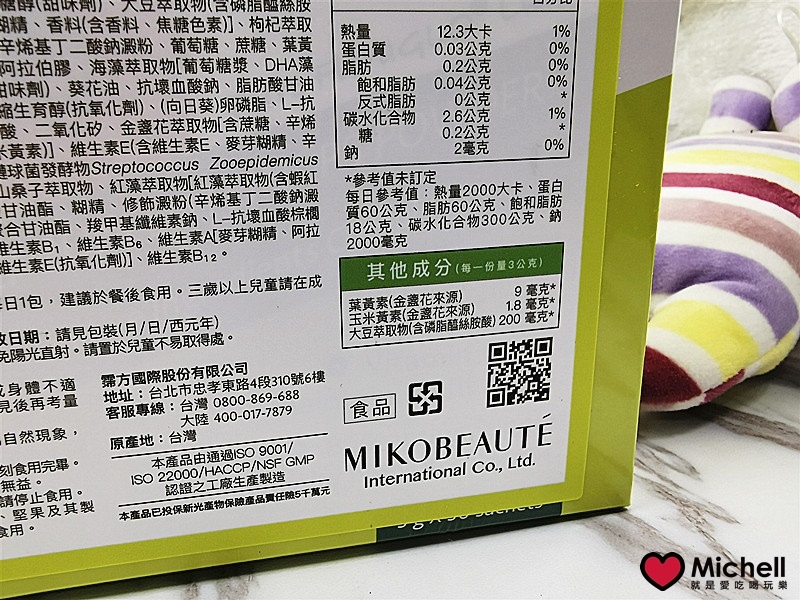 糖醇(甜味劑)、大豆萃取物(含磷脂醯絲胺
糊精、香料(含香料、焦糖色素)]、枸杞萃取
辛烯基丁二酸鈉澱粉、葡萄糖、蔗糖、葉黃
阿拉伯膠、海藻萃取物[葡萄糖漿、DHA藻
甜味劑)、葵花油、抗壞血酸鈉、脂肪酸甘油
縮生育醇(抗氧化劑)、(向日葵)卵磷脂、L-抗
酸、二氧化矽、金盞花萃取物[含蔗糖、辛烯
米黃素)]、維生素E(含維生素E、麥芽糊精、辛
鏈球菌發酵物Streptococcus Zooepidemicus
山桑子萃取物、紅藻萃取物[紅藻萃取物(含蝦紅
甘油酯、糊精、修飾澱粉(辛烯基丁二酸鈉澱
合甘油酯、羧甲基纖維素鈉、L-抗壞血酸棕櫚
維生素B₁、維生素B₆、維生素A[麥芽糊精、阿拉
維生素E(抗氧化劑)]、維生素B₁₂。
日1包，建議於餐後食用。三歲以上兒童請在成
日期：請見包裝(月/日/西元年)
免陽光直射。請置於兒童不易取得處。
身體不適
見後再考量
自然現象，
刻食用完畢。
無益。
請停止食用。
、堅果及其製
食用。
霈方國際股份有限公司
地址：台北市忠孝東路4段310號6樓
客服專線：台灣 0800-869-688
大陸 400-017-7879
原產地：台灣
本產品由通過ISO 9001/
ISO 22000/HACCP/NSF GMP
認證之工廠生產製造
本產品已投保新光產物保險產品責任險5千萬元
百分比
熱量 12.3大卡 1%
蛋白質 0.03公克 0%
脂肪 0.2公克 0%
飽和脂肪 0.04公克 0%
反式脂肪 0公克 *
碳水化合物 2.6公克 1%
糖 0.2公克 *
鈉 2毫克 0%
*參考值未訂定
每日參考值：熱量2000大卡、蛋白
質60公克、脂肪60公克、飽和脂肪
18公克、碳水化合物300公克、鈉
2000毫克
其他成分(每一份量3公克)
葉黃素(金盞花來源) 9 毫克*
玉米黃素(金盞花來源) 1.8 毫克*
大豆萃取物(含磷脂醯絲胺酸) 200 毫克*
食品
MIKOBEAUTÉ
International Co., Ltd.
Michell
就是愛吃喝玩樂